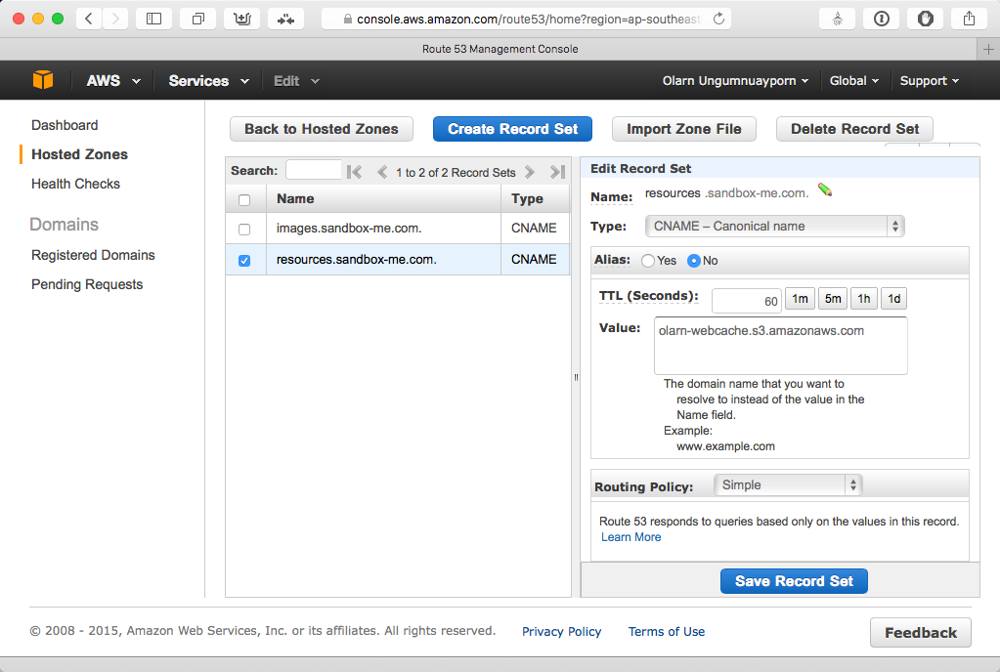 console.aws.amazon.com/route53/home?region=ap-southeast
Route 53 Management Console
AWS Services Edit Olarn Ungumnuayporn Global Support
Dashboard
Hosted Zones
Health Checks
Domains
Registered Domains
Pending Requests
Back to Hosted Zones Create Record Set Import Zone File Delete Record Set
Search: 1 to 2 of 2 Record Sets
Name Type
images.sandbox-me.com. CNAME
resources.sandbox-me.com. CNAME
Edit Record Set
Name: resources .sandbox-me.com.
Type: CNAME – Canonical name
Alias: Yes No
TTL (Seconds): 60 1m 5m 1h 1d
Value: olarn-webcache.s3.amazonaws.com
The domain name that you want to
resolve to instead of the value in the
Name field.
Example:
www.example.com
Routing Policy: Simple
Route 53 responds to queries based only on the values in this record.
Learn More
Save Record Set
© 2008 - 2015, Amazon Web Services, Inc. or its affiliates. All rights reserved. Privacy Policy Terms of Use Feedback